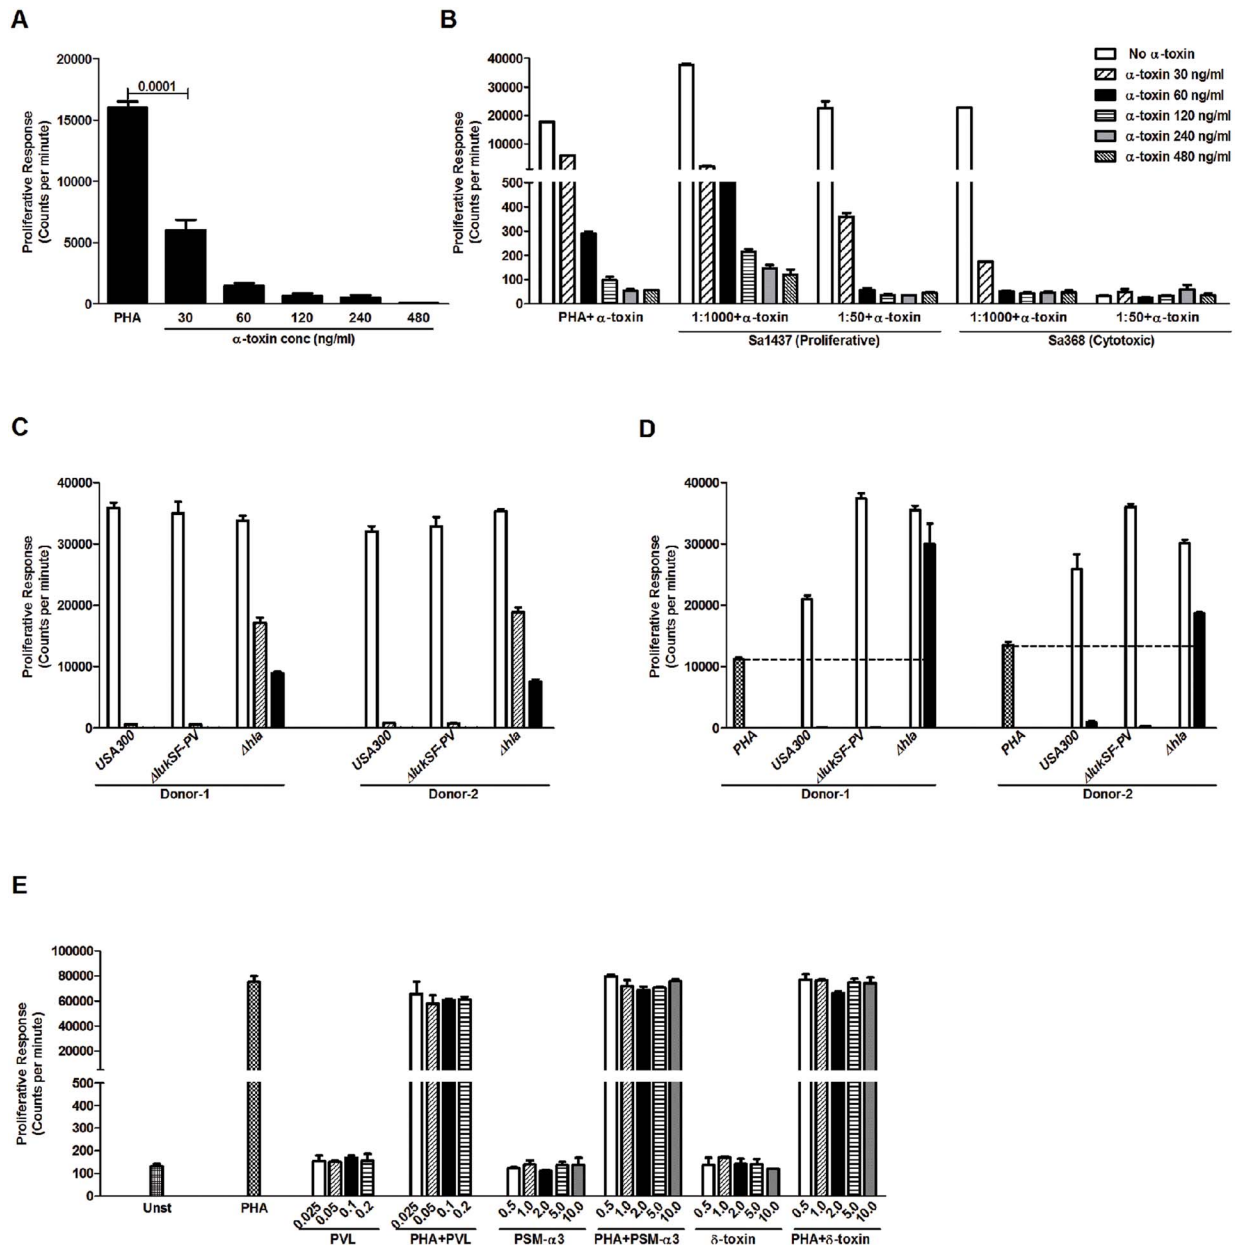 A
Proliferative Response
(Counts per minute)
20000
15000
10000
5000
0
0.0001
PHA 30 60 120 240 480
α-toxin conc (ng/ml)
B
Proliferative Response
(Counts per minute)
40000
30000
20000
10000
500
400
300
200
100
0
No α-toxin
α-toxin 30 ng/ml
α-toxin 60 ng/ml
α-toxin 120 ng/ml
α-toxin 240 ng/ml
α-toxin 480 ng/ml
PHA+ α-toxin 1:1000+α-toxin 1:50+α-toxin 1:1000+α-toxin 1:50+α-toxin
Sa1437 (Proliferative) Sa368 (Cytotoxic)
C
Proliferative Response
(Counts per minute)
40000
30000
20000
10000
0
USA300 ΔlukSF-PV Δhla USA300 ΔlukSF-PV Δhla
Donor-1 Donor-2
D
Proliferative Response
(Counts per minute)
40000
30000
20000
10000
0
PHA USA300 ΔlukSF-PV Δhla PHA USA300 ΔlukSF-PV Δhla
Donor-1 Donor-2
E
Proliferative Response
(Counts per minute)
100000
80000
60000
40000
20000
500
400
300
200
100
0
Unst PHA 0.025 0.05 0.1 0.2 0.025 0.05 0.1 0.2 0.5 1.0 2.0 5.0 10.0 0.5 1.0 2.0 5.0 10.0 0.5 1.0 2.0 5.0 10.0 0.5 1.0 2.0 5.0 10.0
PVL PHA+PVL PSM-α3 PHA+PSM-α3 δ-toxin PHA+δ-toxin